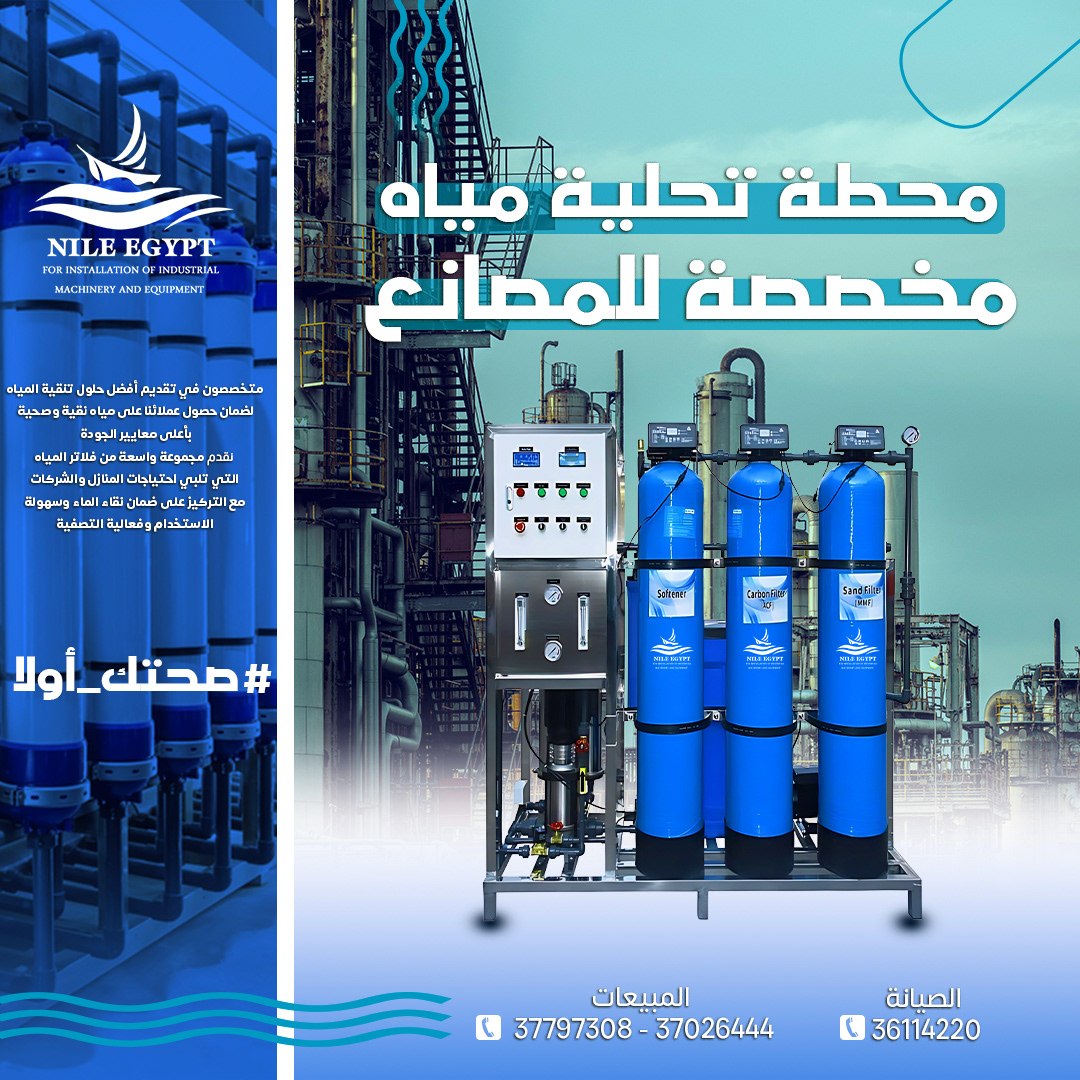 NILE EGYPT
FOR INSTALLATION OF INDUSTRIAL
MACHINERY AND EQUIPMENT
محطة تحلية مياه
مخصصة للمصانع
متخصصون في تقديم أفضل حلول تنقية المياه
لضمان حصول عملائنا على مياه نقية وصحية
بأعلى معايير الجودة
نقدم مجموعة واسعة من فلاتر المياه
التي تلبي احتياجات المنازل والشركات
مع التركيز على ضمان نقاء الماء وسهولة
الاستخدام وفعالية التصفية
#صحتك_أولا
Softener
NILE EGYPT
Carbon Filter
(ACF)
NILE EGYPT
Sand Filter
(MMF)
NILE EGYPT
المبيعات
37797308 - 37026444
الصيانة
36114220